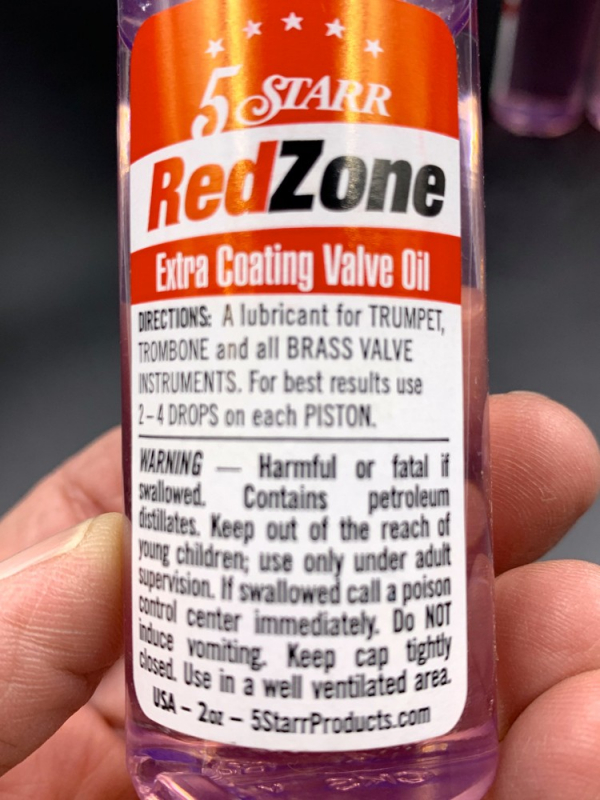 5 STARR
RedZone
Extra Coating Valve Oil
DIRECTIONS: A lubricant for TRUMPET,
TROMBONE and all BRASS VALVE
INSTRUMENTS. For best results use
2-4 DROPS on each PISTON.
WARNING — Harmful or fatal if
swallowed. Contains petroleum
distillates. Keep out of the reach of
young children; use only under adult
supervision. If swallowed call a poison
control center immediately. Do NOT
induce vomiting. Keep cap tightly
closed. Use in a well ventilated area.
USA – 2oz – 5StarrProducts.com